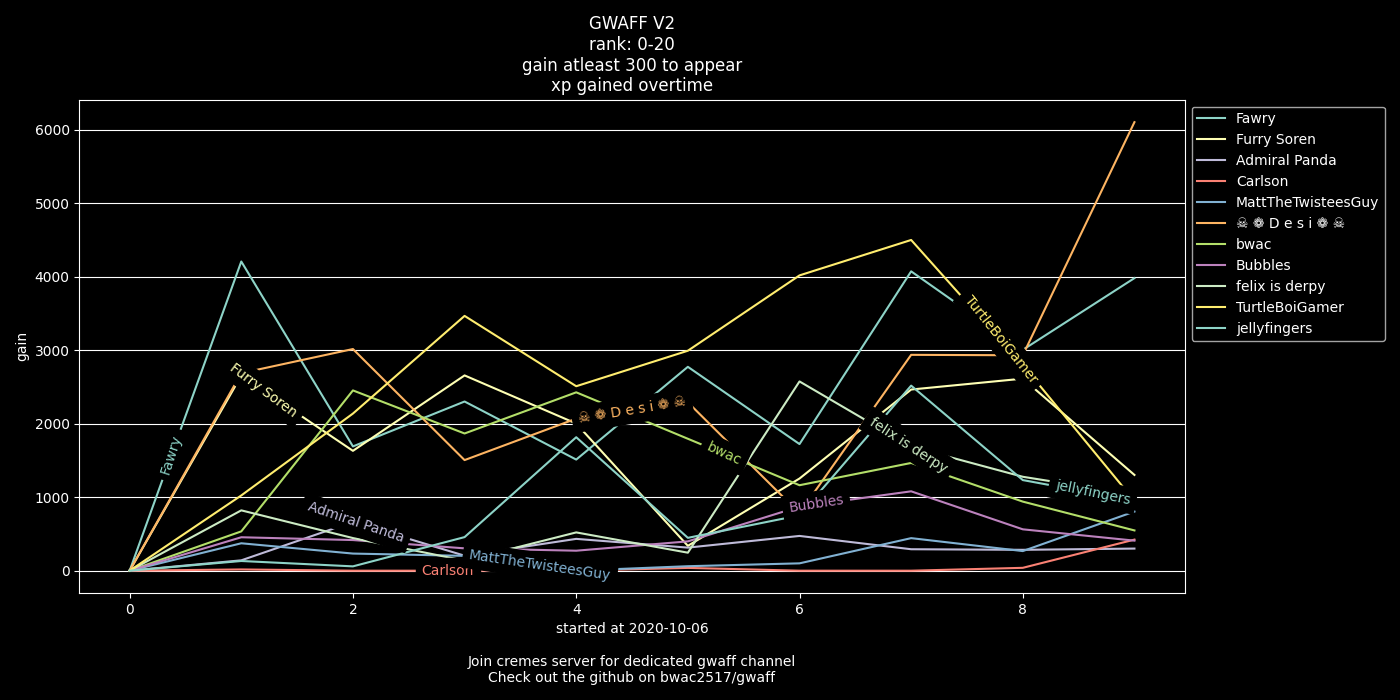 GWAFF V2
rank: 0-20
gain atleast 300 to appear
xp gained overtime
6000
5000
4000
3000
2000
1000
0
gain
Fawry
Furry Soren
Admiral Panda
Carlson
MattTheTwisteesGuy
☠ ❁ D e s i ❁ ☠
bwac
Bubbles
felix is derpy
TurtleBoiGamer
jellyfingers
0 2 4 6 8
started at 2020-10-06
Fawry
Furry Soren
Admiral Panda
Carlson
MattTheTwisteesGuy
☠ ❁ D e s i ❁ ☠
bwac
Bubbles
felix is derpy
TurtleBoiGamer
jellyfingers
Join cremes server for dedicated gwaff channel
Check out the github on bwac2517/gwaff